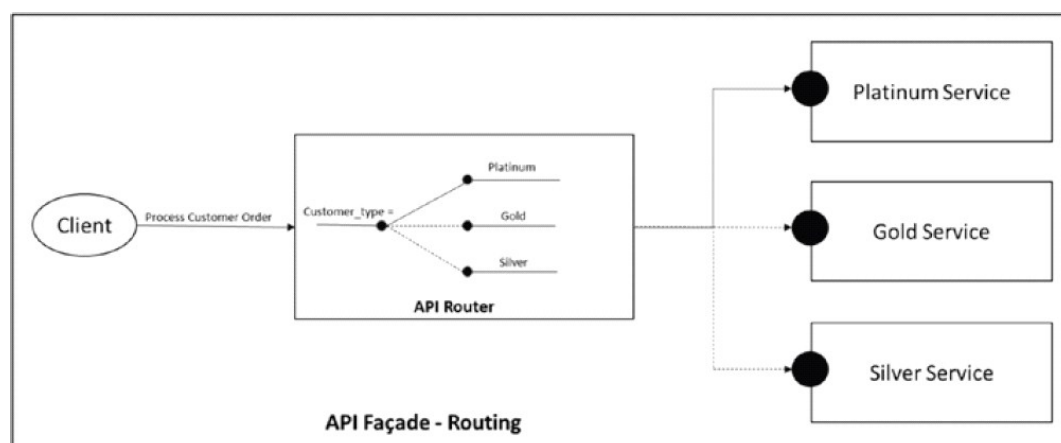 Platinum Service
Platinum
Client
Process Customer Order
Customer_type =
Gold
Gold Service
Silver
API Router
Silver Service
API Façade - Routing